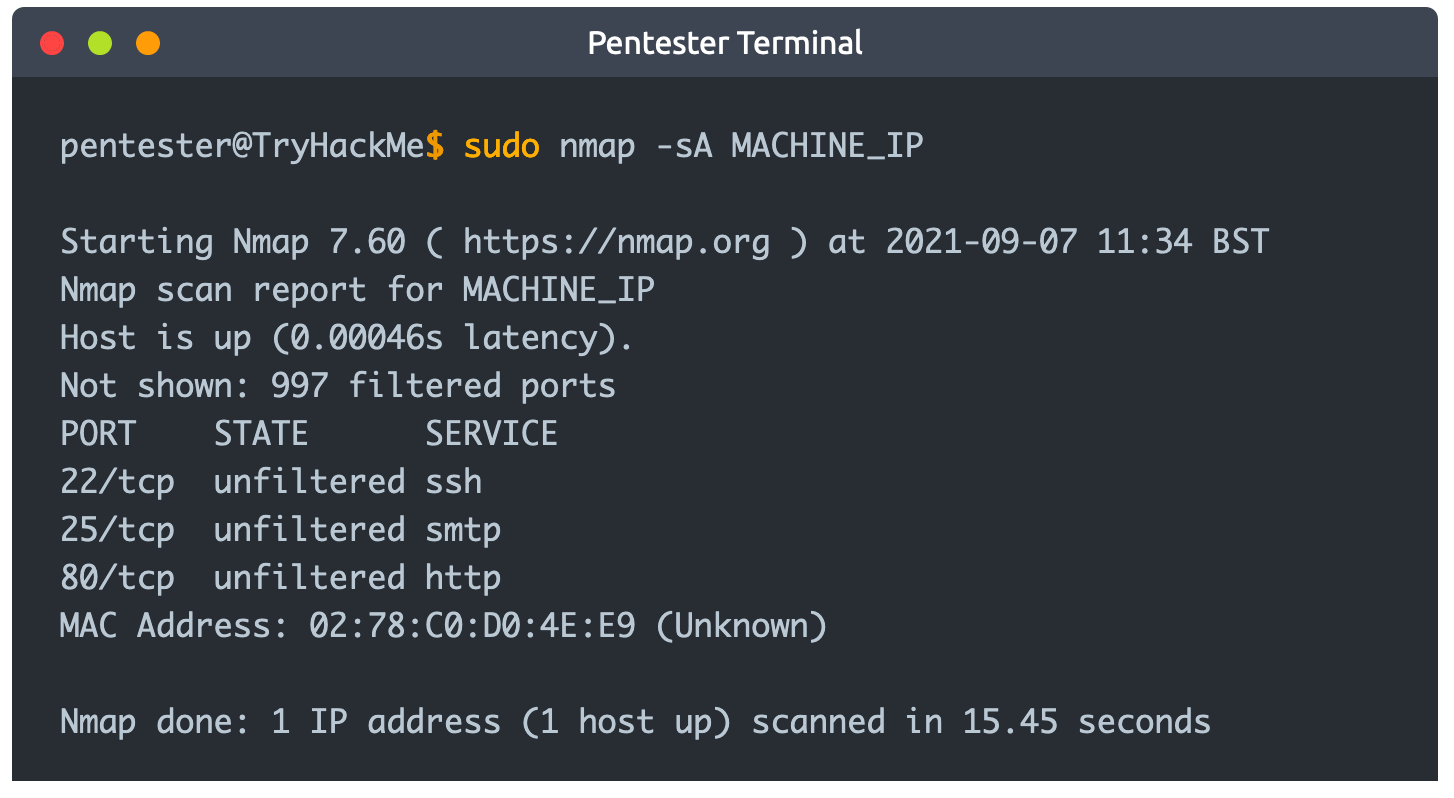 Pentester Terminal
pentester@TryHackMe$ sudo nmap -sA MACHINE_IP
Starting Nmap 7.60 ( https://nmap.org ) at 2021-09-07 11:34 BST
Nmap scan report for MACHINE_IP
Host is up (0.00046s latency).
Not shown: 997 filtered ports
PORT    STATE      SERVICE
22/tcp  unfiltered ssh
25/tcp  unfiltered smtp
80/tcp  unfiltered http
MAC Address: 02:78:C0:D0:4E:E9 (Unknown)
Nmap done: 1 IP address (1 host up) scanned in 15.45 seconds